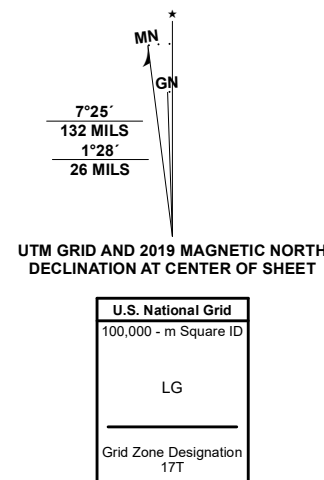 ★
MN
GN
7°25´
132 MILS
1°28´
26 MILS
UTM GRID AND 2019 MAGNETIC NORTH
DECLINATION AT CENTER OF SHEET
U.S. National Grid
100,000 - m Square ID
LG
Grid Zone Designation
17T